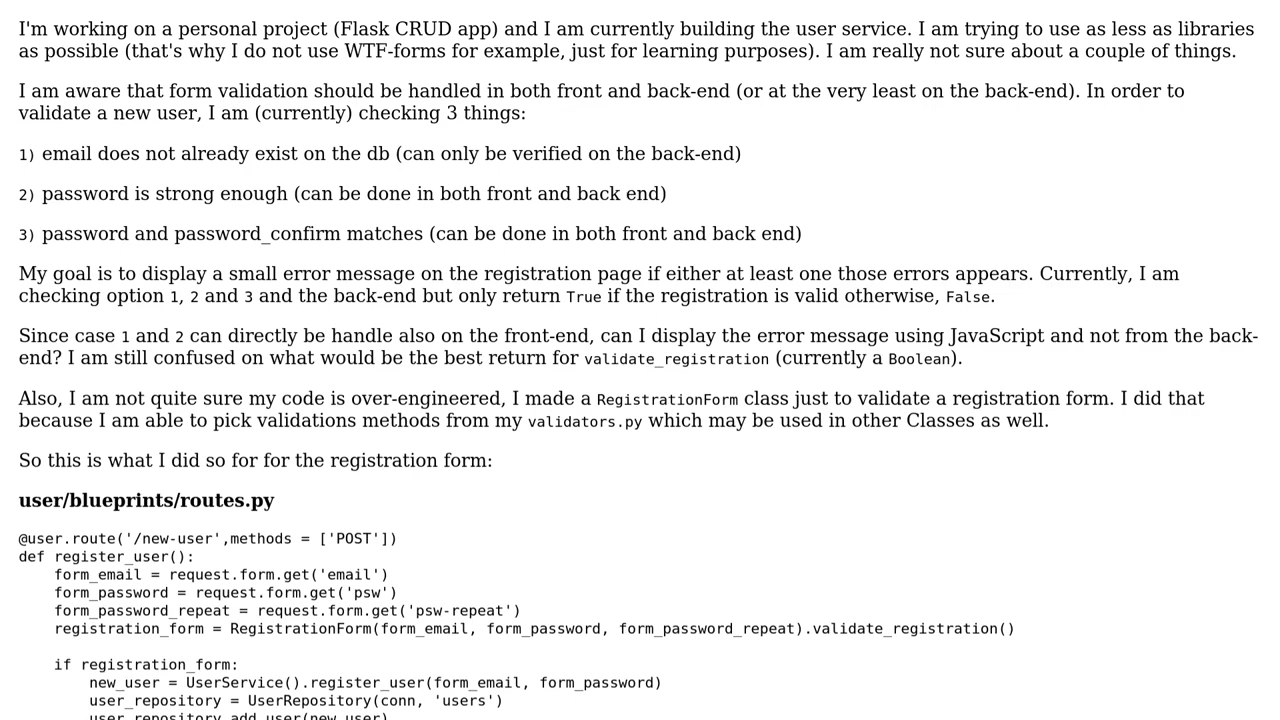 I'm working on a personal project (Flask CRUD app) and I am currently building the user service. I am trying to use as less as libraries
as possible (that's why I do not use WTF-forms for example, just for learning purposes). I am really not sure about a couple of things.
I am aware that form validation should be handled in both front and back-end (or at the very least on the back-end). In order to
validate a new user, I am (currently) checking 3 things:
1) email does not already exist on the db (can only be verified on the back-end)
2) password is strong enough (can be done in both front and back end)
3) password and password_confirm matches (can be done in both front and back end)
My goal is to display a small error message on the registration page if either at least one those errors appears. Currently, I am
checking option 1, 2 and 3 and the back-end but only return True if the registration is valid otherwise, False.
Since case 1 and 2 can directly be handle also on the front-end, can I display the error message using JavaScript and not from the back-
end? I am still confused on what would be the best return for validate_registration (currently a Boolean).
Also, I am not quite sure my code is over-engineered, I made a RegistrationForm class just to validate a registration form. I did that
because I am able to pick validations methods from my validators.py which may be used in other Classes as well.
So this is what I did so for for the registration form:
user/blueprints/routes.py
@user.route('/new-user',methods = ['POST'])
def register_user():
    form_email = request.form.get('email')
    form_password = request.form.get('psw')
    form_password_repeat = request.form.get('psw-repeat')
    registration_form = RegistrationForm(form_email, form_password, form_password_repeat).validate_registration()
    if registration_form:
        new_user = UserService().register_user(form_email, form_password)
        user_repository = UserRepository(conn, 'users')
        user_repository.add_user(new_user)